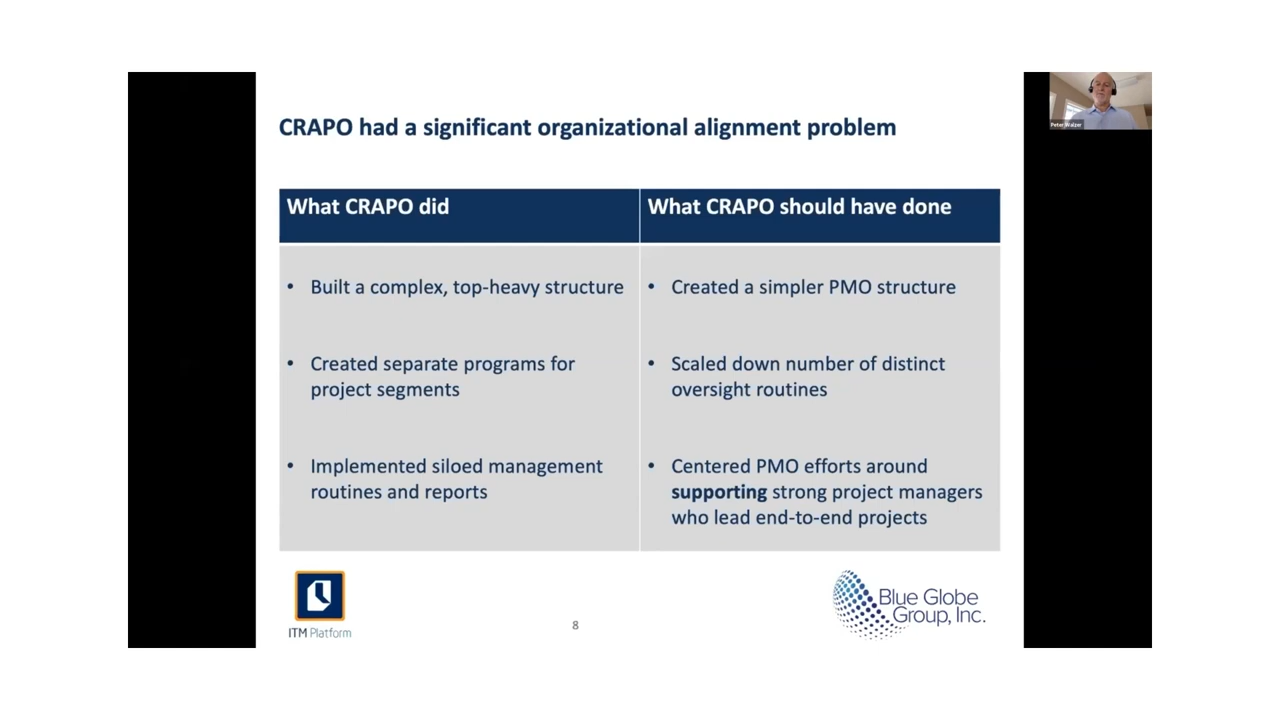 CRAPO had a significant organizational alignment problem
What CRAPO did
What CRAPO should have done
• Built a complex, top-heavy structure
• Created a simpler PMO structure
• Created separate programs for
project segments
• Scaled down number of distinct
oversight routines
• Implemented siloed management
routines and reports
• Centered PMO efforts around
supporting strong project managers
who lead end-to-end projects
ITM Platform
8
Blue Globe
Group, Inc.
Peter Walzer